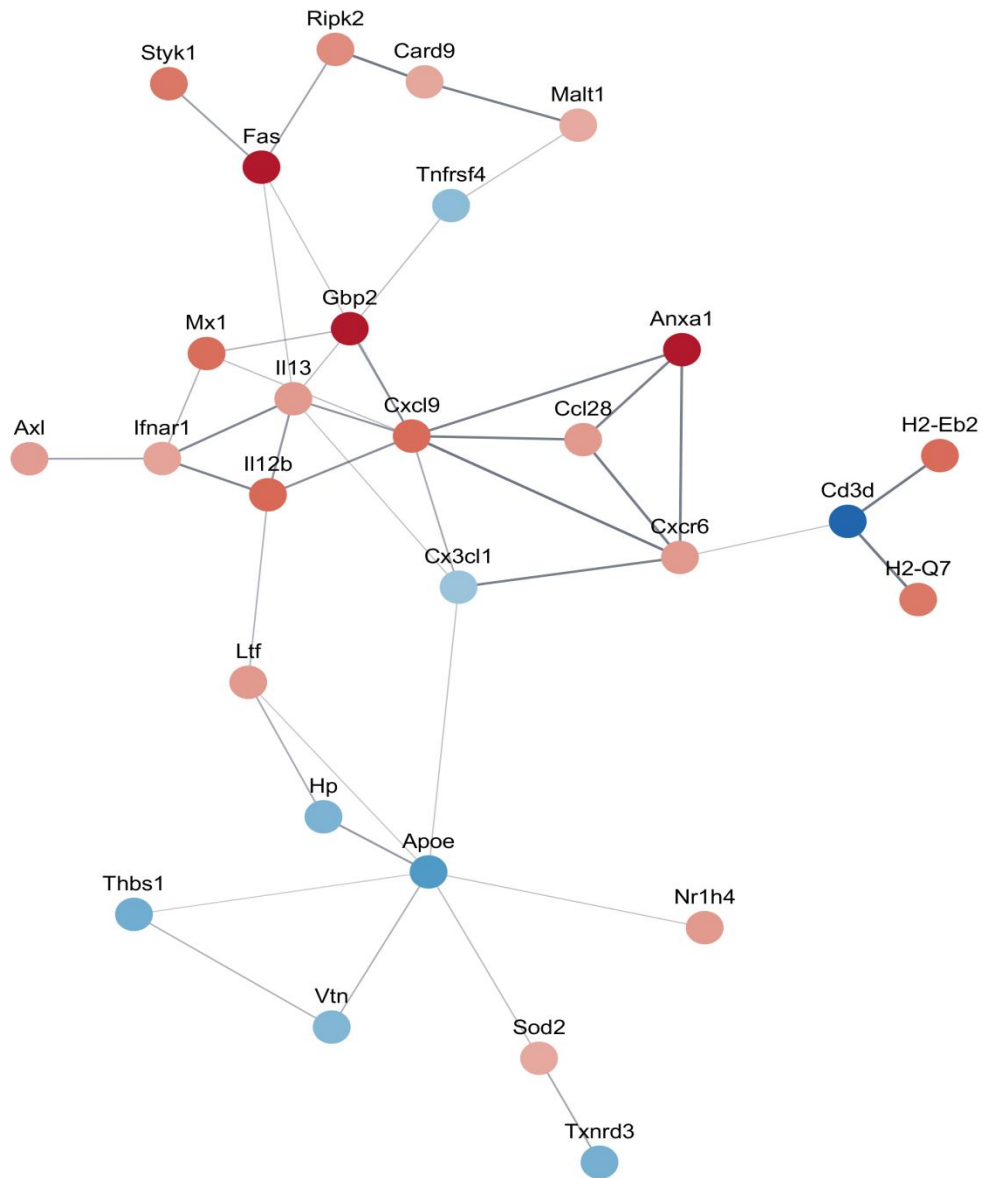 Ripk2
Styk1
Card9
Malt1
Fas
Tnfrsf4
Gbp2
Mx1
Anxa1
Il13
Cxcl9
Ccl28
Axl
Ifnar1
H2-Eb2
Il12b
Cd3d
Cxcr6
Cx3cl1
H2-Q7
Ltf
Hp
Apoe
Thbs1
Nr1h4
Vtn
Sod2
Txnrd3